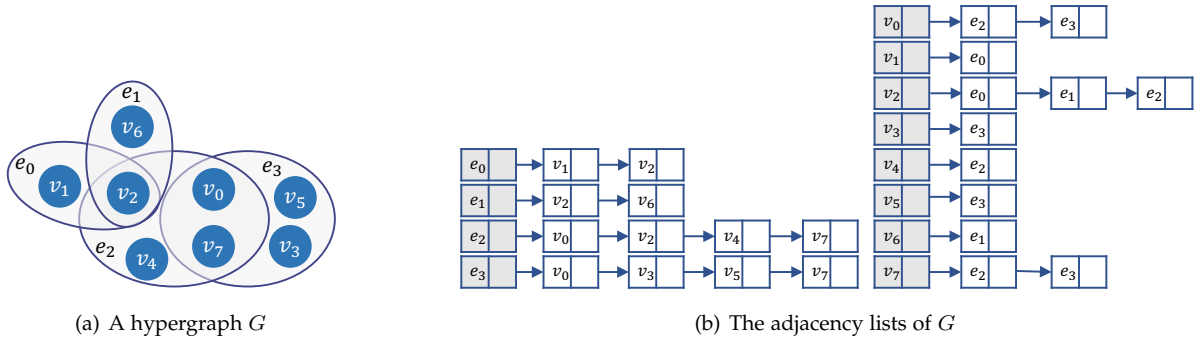 e₁
v₆
e₀
v₁
v₂
v₀
e₃
v₅
e₂
v₄
v₇
v₃
(a) A hypergraph G
e₀ v₁ v₂
e₁ v₂ v₆
e₂ v₀ v₂ v₄ v₇
e₃ v₀ v₃ v₅ v₇
v₀ e₂ e₃
v₁ e₀
v₂ e₀ e₁ e₂
v₃ e₃
v₄ e₂
v₅ e₃
v₆ e₁
v₇ e₂ e₃
(b) The adjacency lists of G